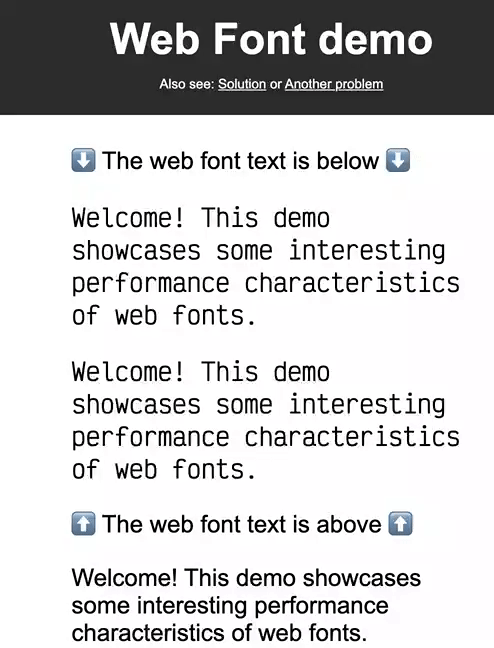 Web Font demo
Also see: Solution or Another problem
⬇️ The web font text is below ⬇️
Welcome! This demo
showcases some interesting
performance characteristics
of web fonts.
Welcome! This demo
showcases some interesting
performance characteristics
of web fonts.
⬆️ The web font text is above ⬆️
Welcome! This demo showcases
some interesting performance
characteristics of web fonts.